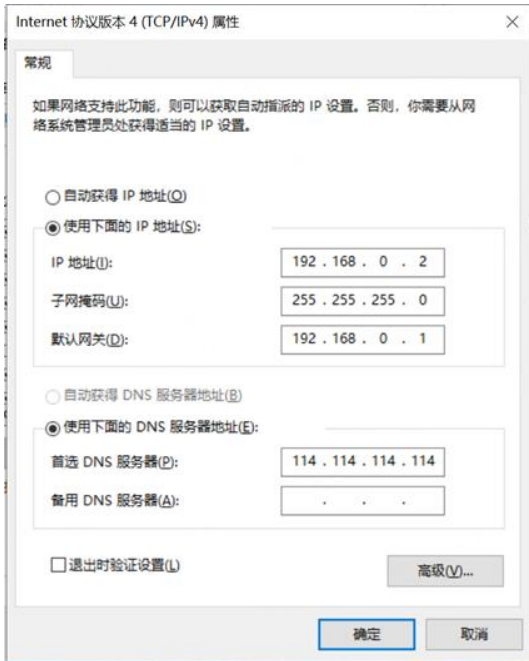 Internet 协议版本 4 (TCP/IPv4) 属性
常规
如果网络支持此功能，则可以获取自动指派的 IP 设置。否则，你需要从网
络系统管理员处获得适当的 IP 设置。
自动获得 IP 地址(O)
使用下面的 IP 地址(S):
IP 地址(I): 192 . 168 . 0 . 2
子网掩码(U): 255 . 255 . 255 . 0
默认网关(D): 192 . 168 . 0 . 1
自动获得 DNS 服务器地址(B)
使用下面的 DNS 服务器地址(E):
首选 DNS 服务器(P): 114 . 114 . 114 . 114
备用 DNS 服务器(A): . . .
退出时验证设置(L)
高级(V)...
确定 取消